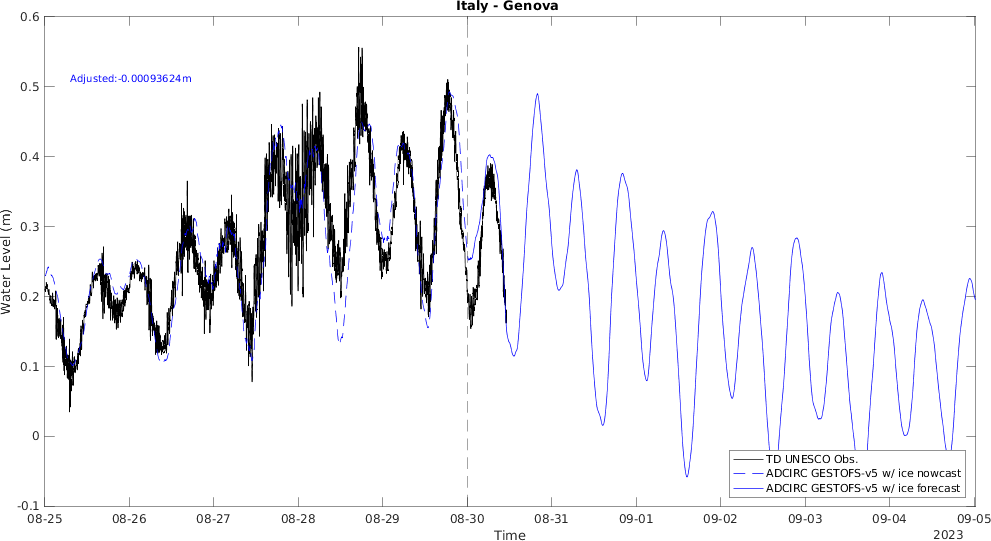 Italy - Genova
Adjusted:-0.00093624m
Water Level (m)
0.6
0.5
0.4
0.3
0.2
0.1
0
-0.1
TD UNESCO Obs.
ADCIRC GESTOFS-v5 w/ ice nowcast
ADCIRC GESTOFS-v5 w/ ice forecast
08-25 08-26 08-27 08-28 08-29 08-30 08-31 09-01 09-02 09-03 09-04 09-05
Time
2023